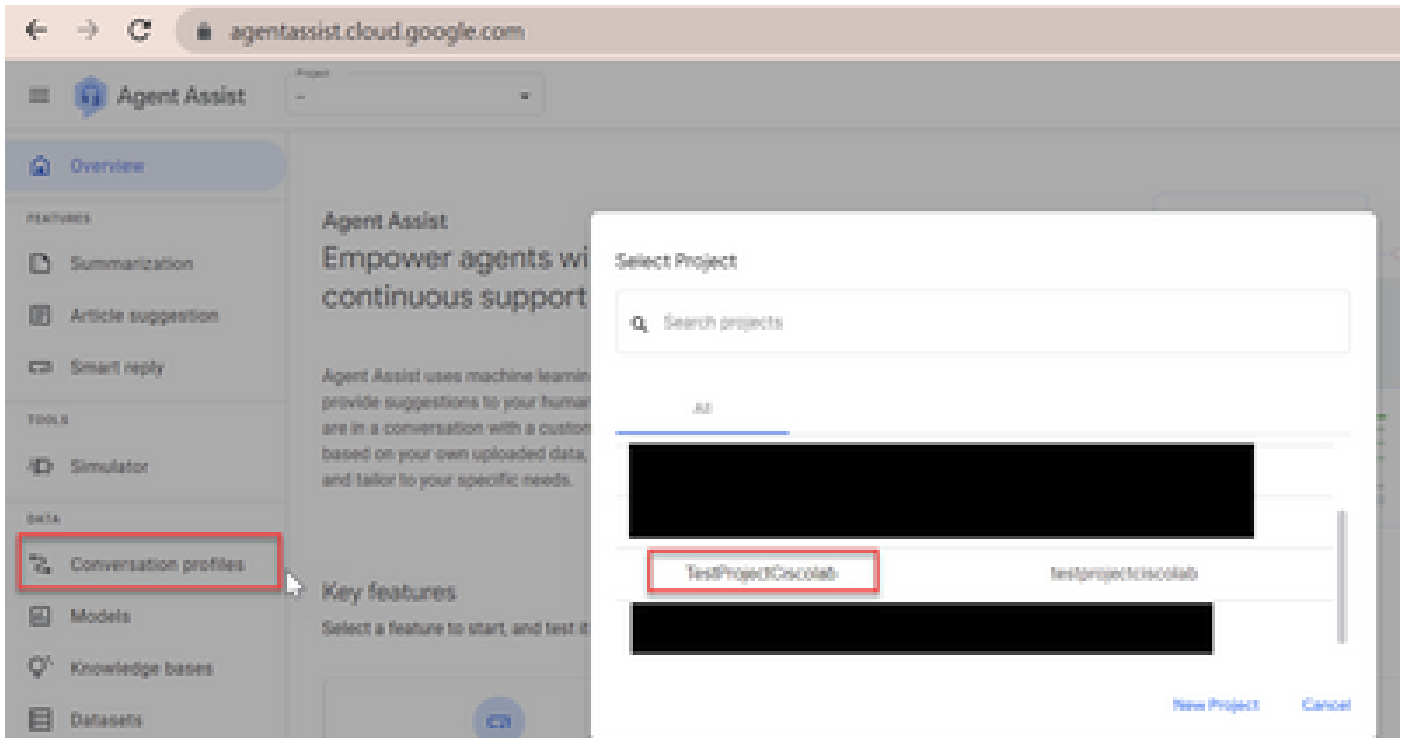 agentassist.cloud.google.com
Agent Assist
Project
–
Overview
FEATURES
Summarization
Article suggestion
Smart reply
TOOLS
Simulator
DATA
Conversation profiles
Models
Knowledge bases
Datasets
Agent Assist
Empower agents wi
continuous support
Agent Assist uses machine learnin
provide suggestions to your human
are in a conversation with a custom
based on your own uploaded data,
and tailor to your specific needs.
Key features
Select a feature to start, and test it
Select Project
Search projects
All
TestProjectCiscolab testprojectciscolab
New Project Cancel